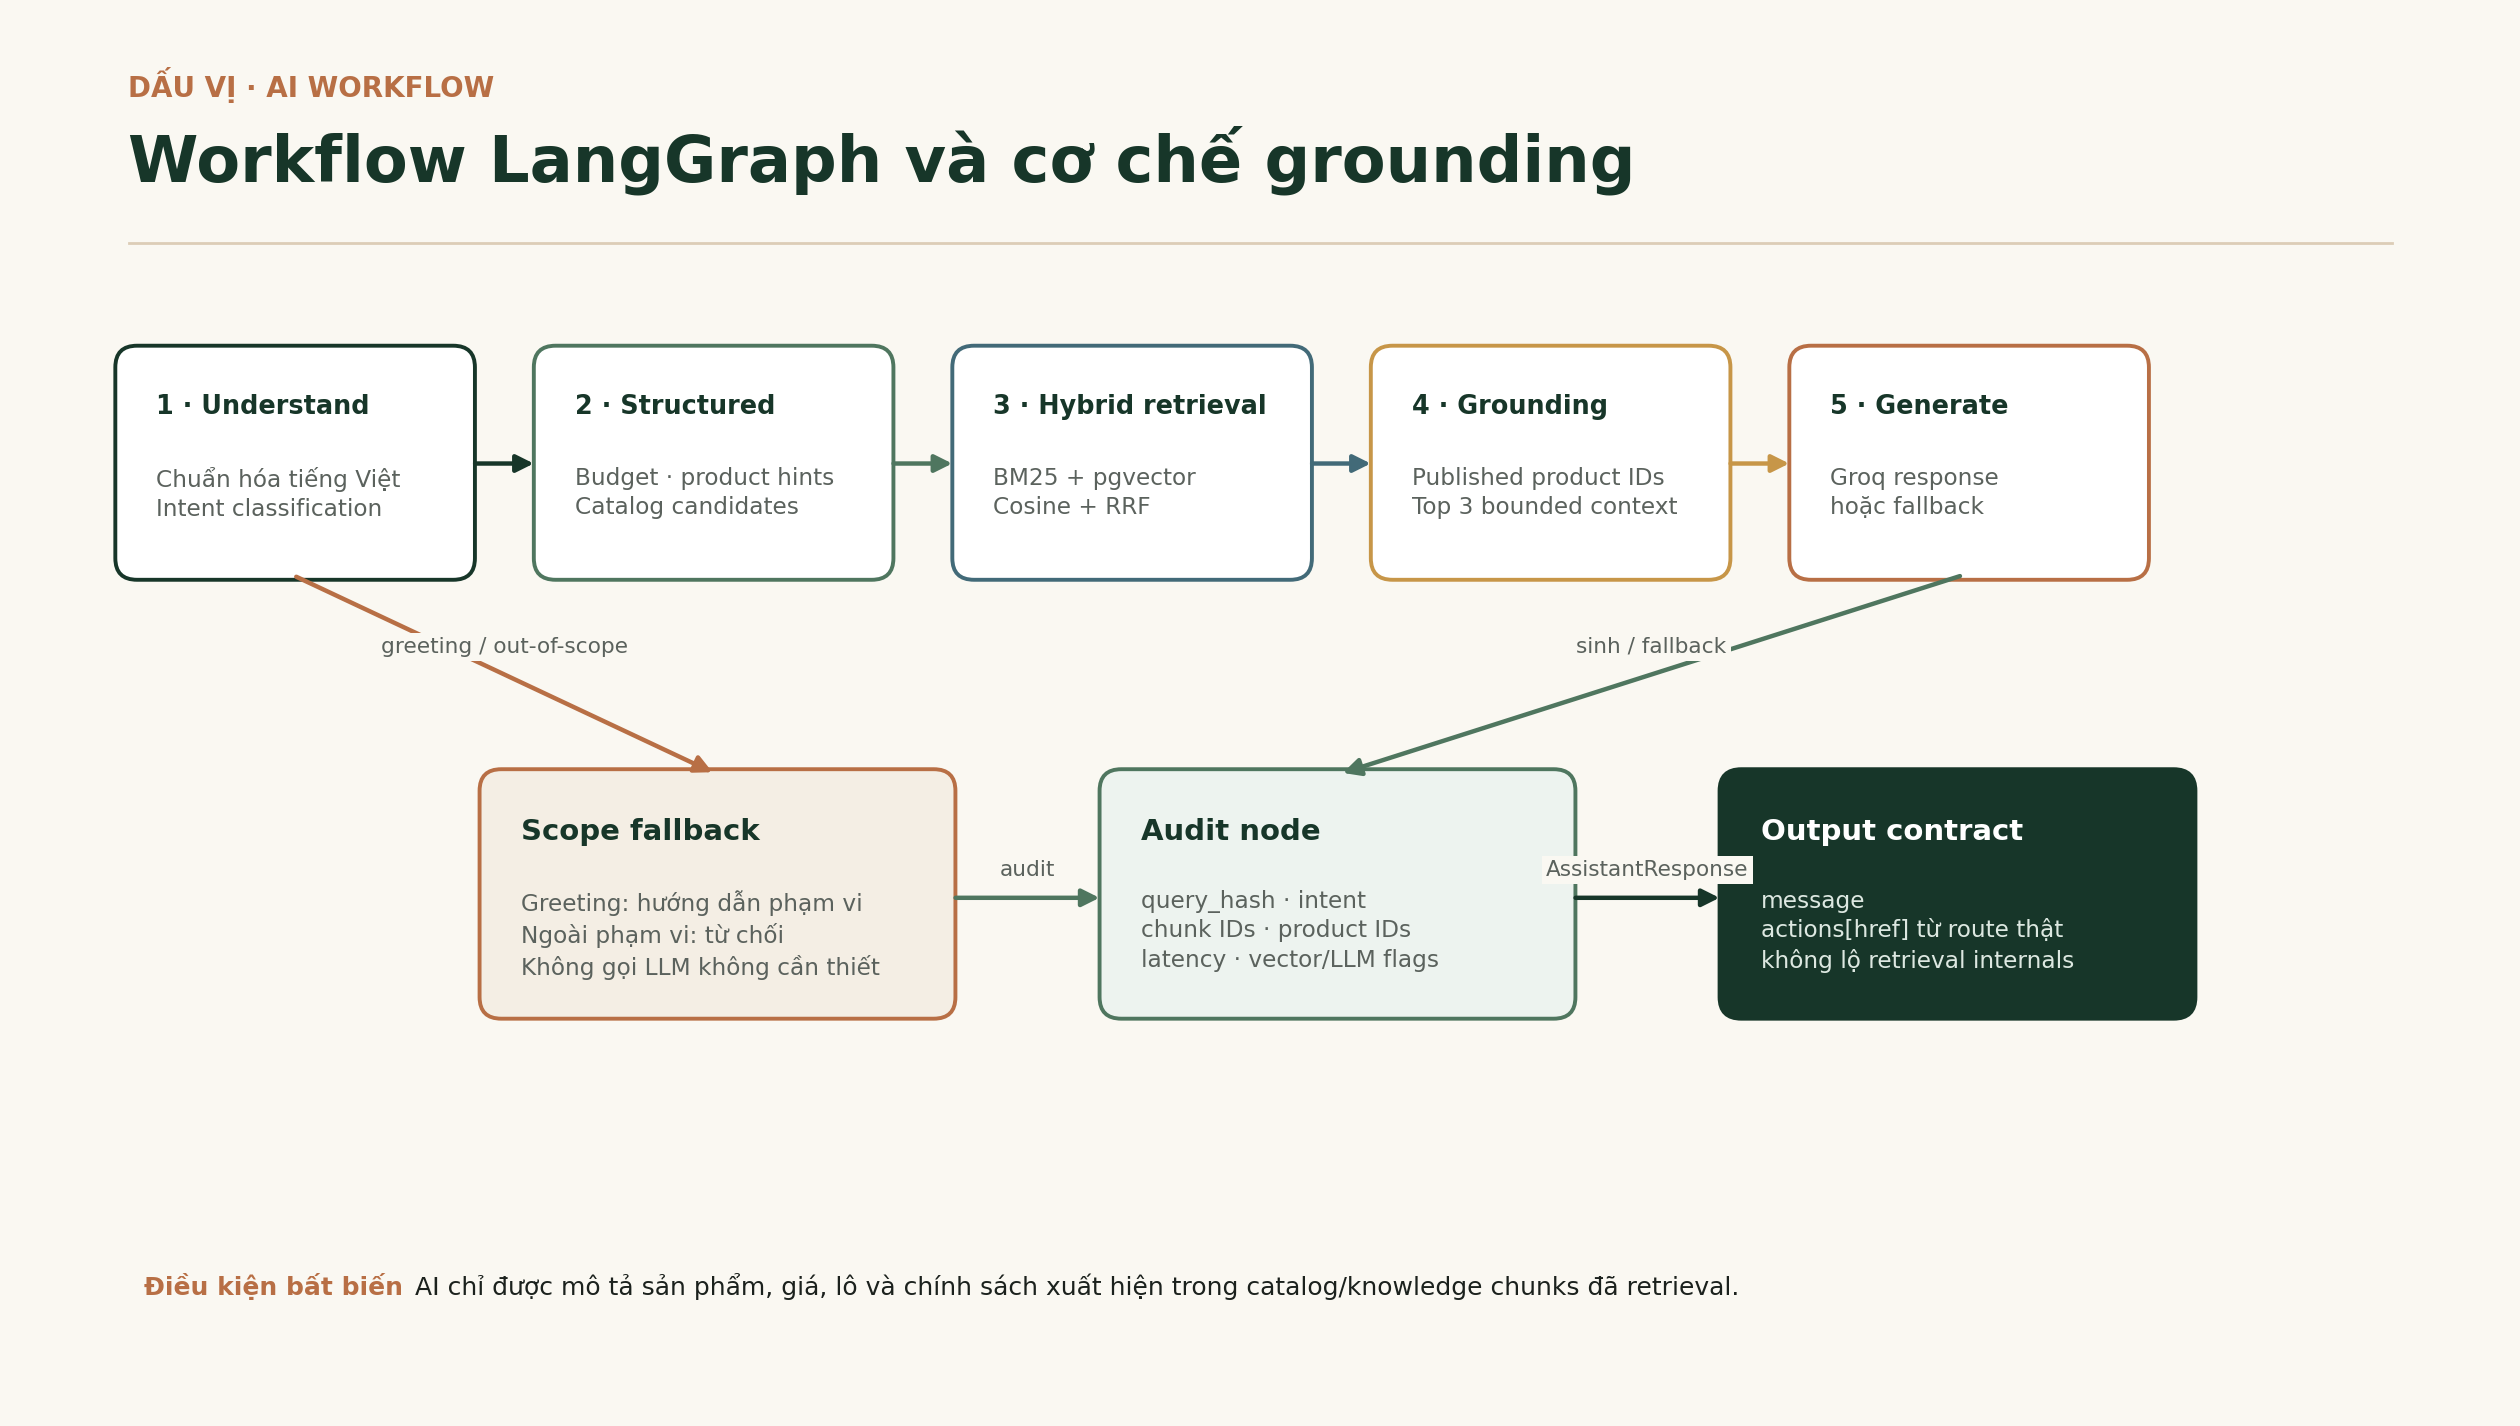 DẤU VỊ · AI WORKFLOW
Workflow LangGraph và cơ chế grounding
1 · Understand
Chuẩn hóa tiếng Việt
Intent classification
2 · Structured
Budget · product hints
Catalog candidates
3 · Hybrid retrieval
BM25 + pgvector
Cosine + RRF
4 · Grounding
Published product IDs
Top 3 bounded context
5 · Generate
Groq response
hoặc fallback
greeting / out-of-scope
sinh / fallback
Scope fallback
Greeting: hướng dẫn phạm vi
Ngoài phạm vi: từ chối
Không gọi LLM không cần thiết
audit
Audit node
query_hash · intent
chunk IDs · product IDs
latency · vector/LLM flags
AssistantResponse
Output contract
message
actions[href] từ route thật
không lộ retrieval internals
Điều kiện bất biến AI chỉ được mô tả sản phẩm, giá, lô và chính sách xuất hiện trong catalog/knowledge chunks đã retrieval.